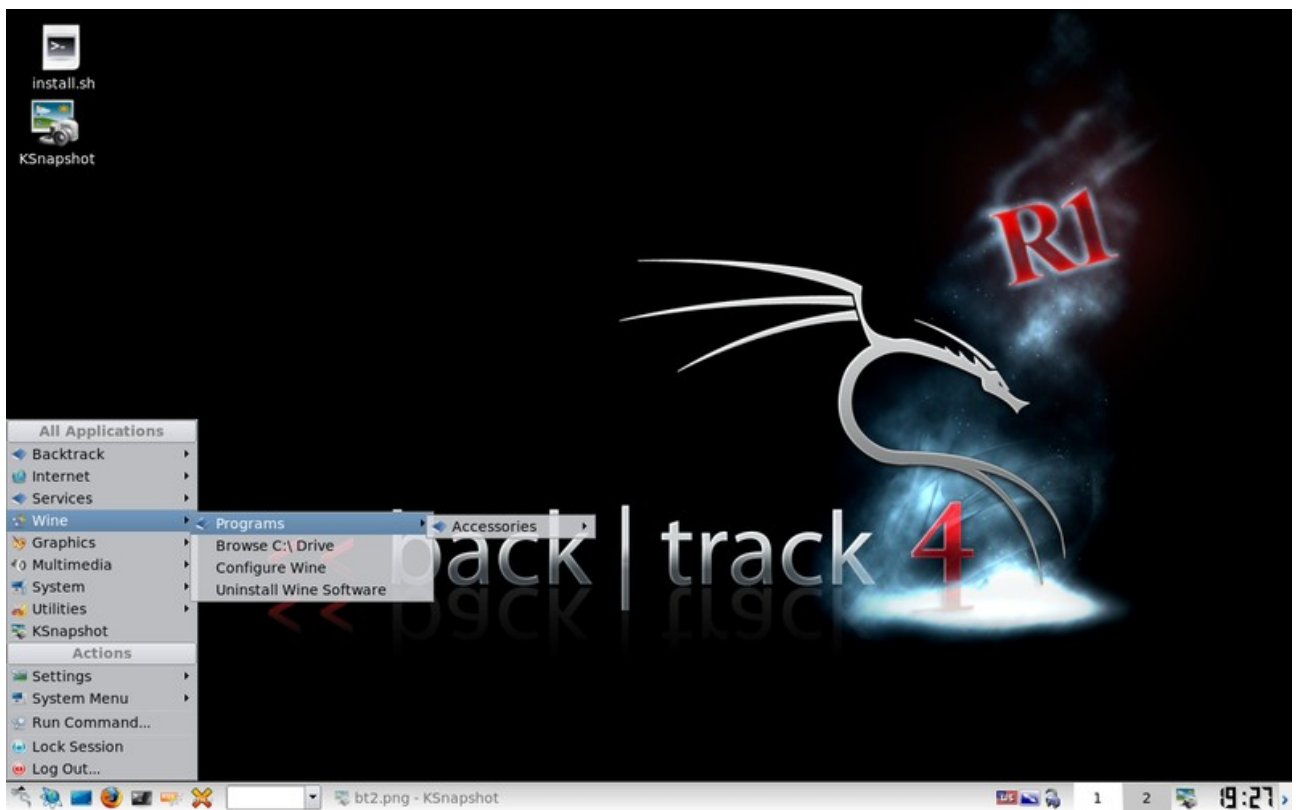 install.sh
KSnapshot
R1
<< back | track 4
All Applications
Backtrack
Internet
Services
Wine
Graphics
Multimedia
System
Utilities
KSnapshot
Actions
Settings
System Menu
Run Command...
Lock Session
Log Out...
Programs
Browse C:\ Drive
Configure Wine
Uninstall Wine Software
Accessories
bt2.png - KSnapshot
US
1
2
19:27